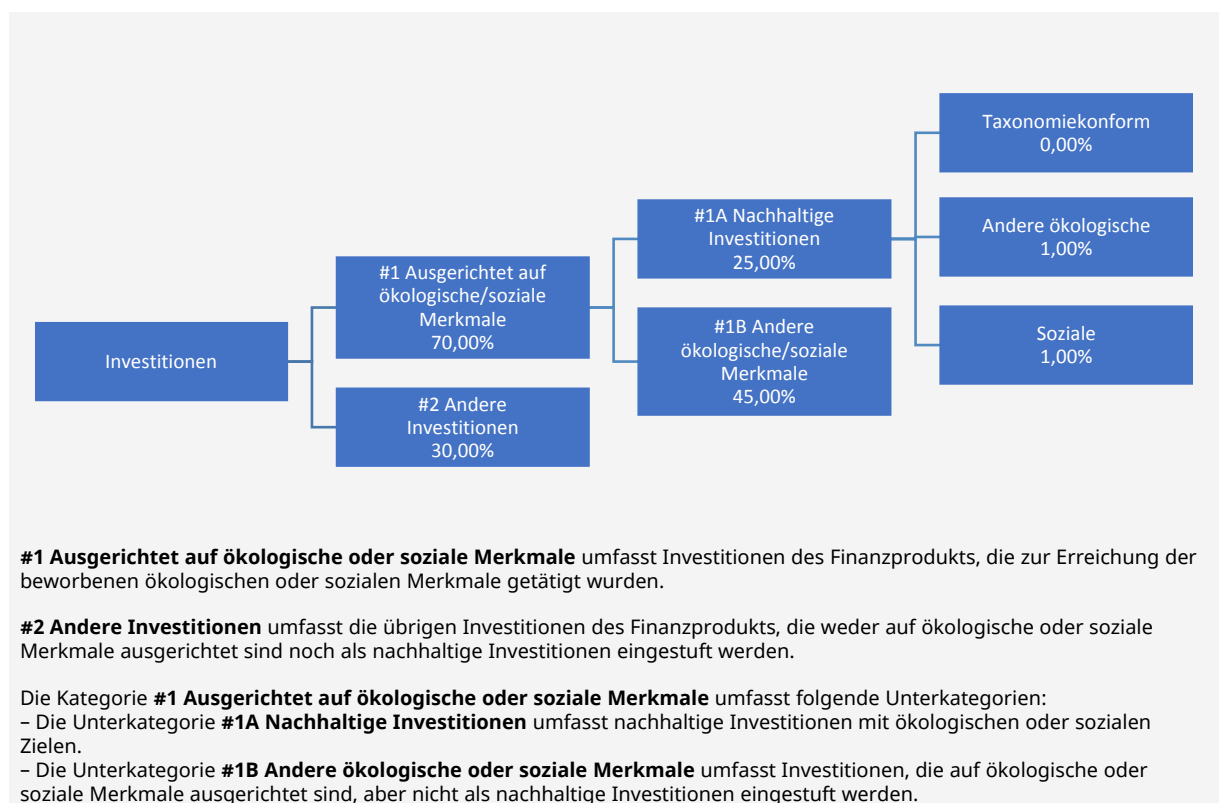 Taxonomiekonform
0,00%
#1A Nachhaltige
Investitionen
25,00%
Andere ökologische
1,00%
#1 Ausgerichtet auf
ökologische/soziale
Merkmale
70,00%
Investitionen
#1B Andere
ökologische/soziale
Merkmale
45,00%
Soziale
1,00%
#2 Andere
Investitionen
30,00%
#1 Ausgerichtet auf ökologische oder soziale Merkmale umfasst Investitionen des Finanzprodukts, die zur Erreichung der
beworbenen ökologischen oder sozialen Merkmale getätigt wurden.
#2 Andere Investitionen umfasst die übrigen Investitionen des Finanzprodukts, die weder auf ökologische oder soziale
Merkmale ausgerichtet sind noch als nachhaltige Investitionen eingestuft werden.
Die Kategorie #1 Ausgerichtet auf ökologische oder soziale Merkmale umfasst folgende Unterkategorien:
– Die Unterkategorie #1A Nachhaltige Investitionen umfasst nachhaltige Investitionen mit ökologischen oder sozialen
Zielen.
– Die Unterkategorie #1B Andere ökologische oder soziale Merkmale umfasst Investitionen, die auf ökologische oder
soziale Merkmale ausgerichtet sind, aber nicht als nachhaltige Investitionen eingestuft werden.